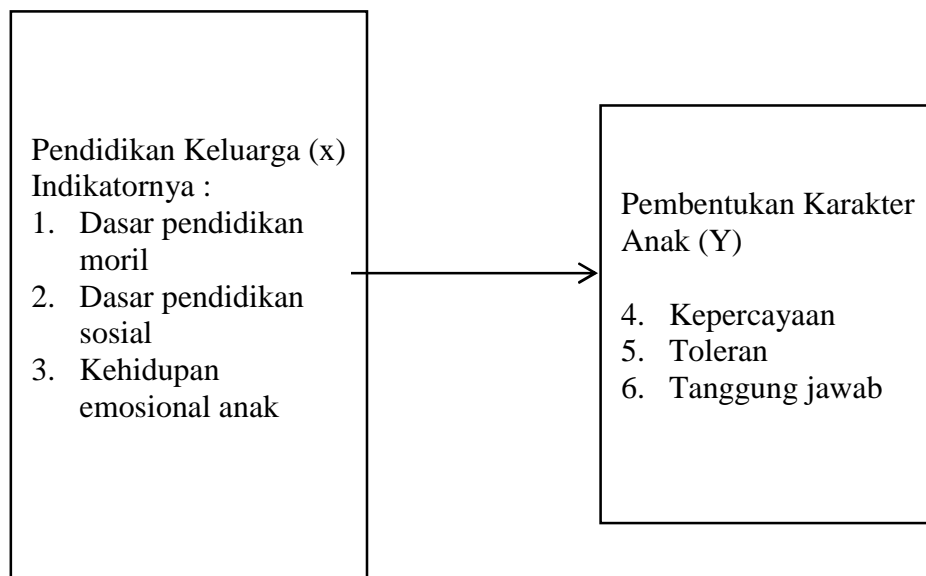 Pendidikan Keluarga (x)
Indikatornya :
1. Dasar pendidikan
moril
2. Dasar pendidikan
sosial
3. Kehidupan
emosional anak
Pembentukan Karakter
Anak (Y)
4. Kepercayaan
5. Toleran
6. Tanggung jawab